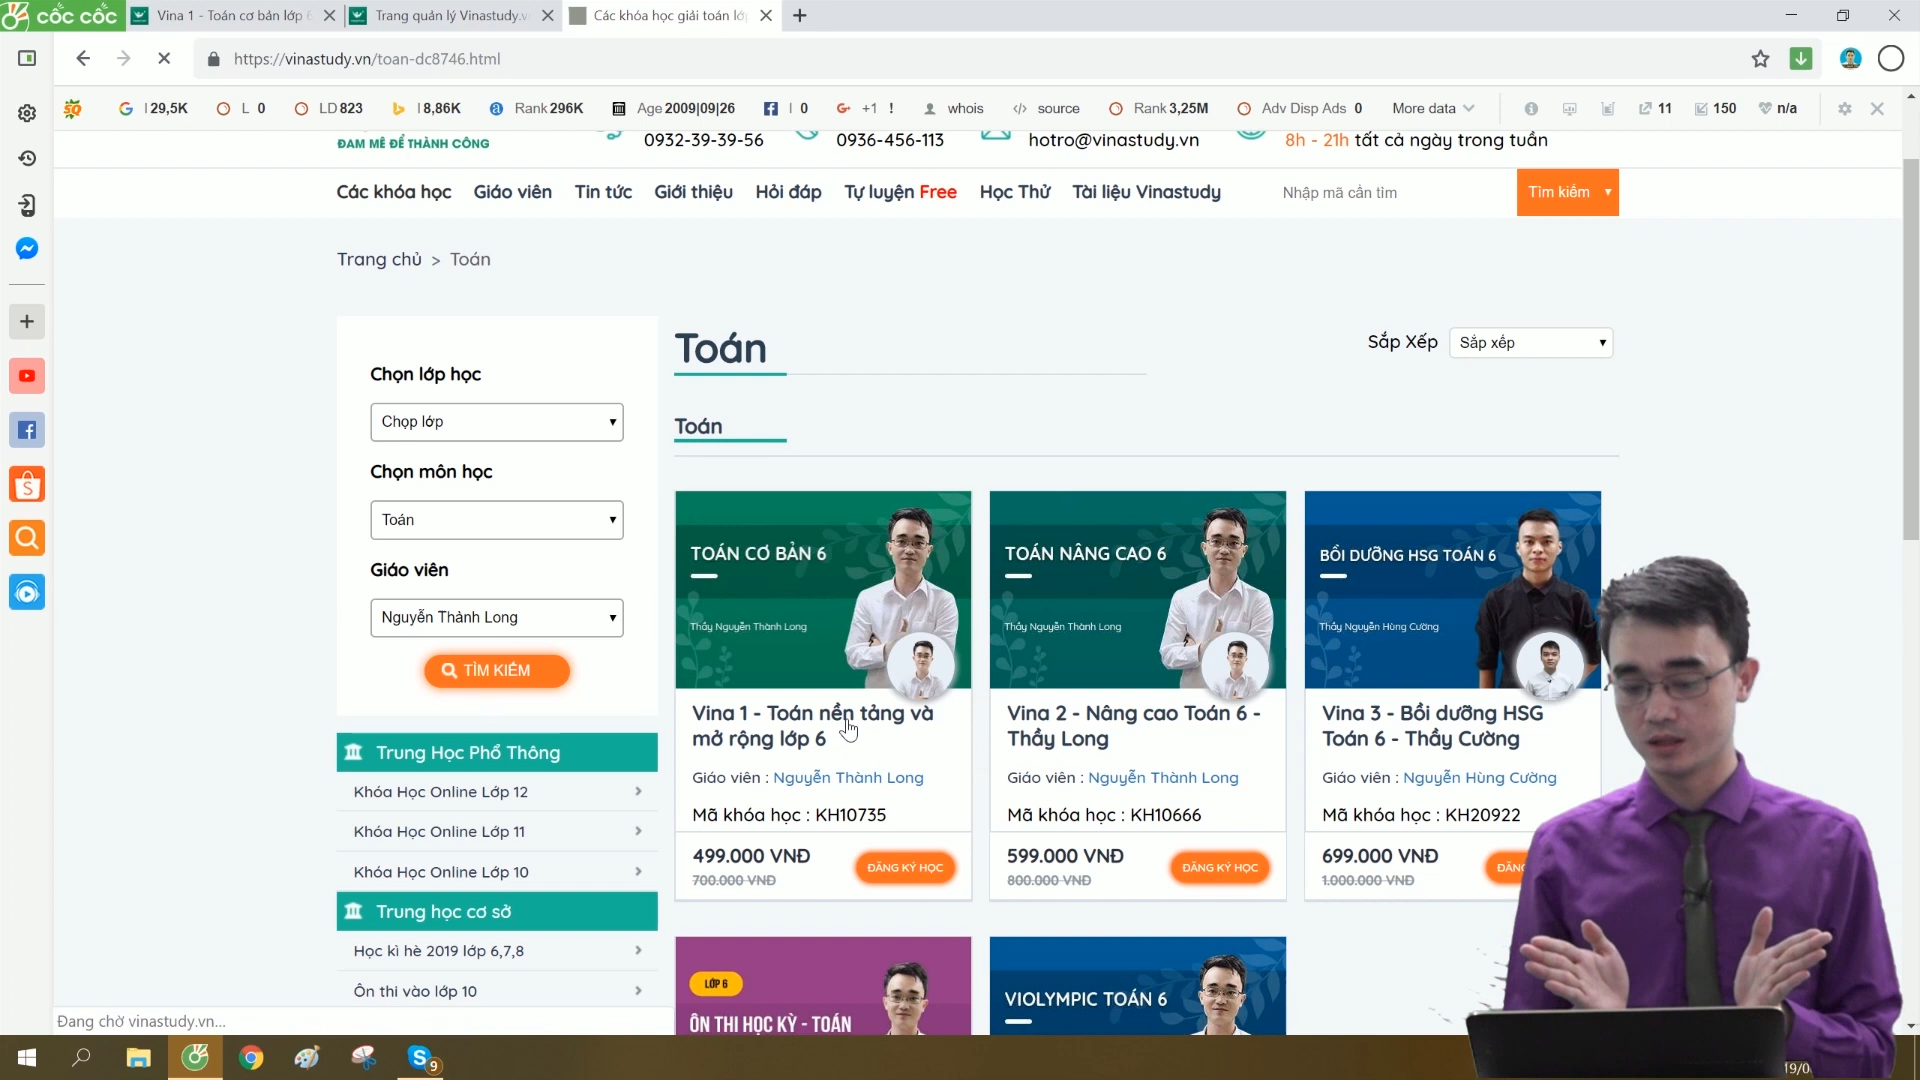 cốc cốc
Vina 1 - Toán cơ bản lớp 6
Trang quản lý Vinastudy.v
Các khóa học giải toán lớ
https://vinastudy.vn/toan-dc8746.html
I 29,5K
L 0
LD 823
I 8,86K
Rank 296K
Age 2009|09|26
I 0
+1 !
whois
source
Rank 3,25M
Adv Disp Ads 0
More data
11
150
n/a
ĐAM MÊ ĐỂ THÀNH CÔNG
0932-39-39-56
0936-456-113
hotro@vinastudy.vn
8h - 21h tất cả ngày trong tuần
Các khóa học
Giáo viên
Tin tức
Giới thiệu
Hỏi đáp
Tự luyện Free
Học Thử
Tài liệu Vinastudy
Nhập mã cần tìm
Tìm kiếm
Trang chủ > Toán
Chọn lớp học
Chọp lớp
Chọn môn học
Toán
Giáo viên
Nguyễn Thành Long
TÌM KIẾM
Trung Học Phổ Thông
Khóa Học Online Lớp 12
Khóa Học Online Lớp 11
Khóa Học Online Lớp 10
Trung học cơ sở
Học kì hè 2019 lớp 6,7,8
Ôn thi vào lớp 10
Toán
Sắp Xếp
Sắp xếp
Toán
TOÁN CƠ BẢN 6
Thầy Nguyễn Thành Long
Vina 1 - Toán nền tảng và
mở rộng lớp 6
Giáo viên : Nguyễn Thành Long
Mã khóa học : KH10735
499.000 VNĐ
700.000 VNĐ
ĐĂNG KÝ HỌC
TOÁN NÂNG CAO 6
Thầy Nguyễn Thành Long
Vina 2 - Nâng cao Toán 6 -
Thầy Long
Giáo viên : Nguyễn Thành Long
Mã khóa học : KH10666
599.000 VNĐ
800.000 VNĐ
ĐĂNG KÝ HỌC
BỒI DƯỠNG HSG TOÁN 6
Thầy Nguyễn Hùng Cường
Vina 3 - Bồi dưỡng HSG
Toán 6 - Thầy Cường
Giáo viên : Nguyễn Hùng Cường
Mã khóa học : KH20922
699.000 VNĐ
1.000.000 VNĐ
ĐĂNG
LỚP 6
ÔN THI HỌC KỲ - TOÁN
VIOLYMPIC TOÁN 6
Đang chờ vinastudy.vn...
9
19/0